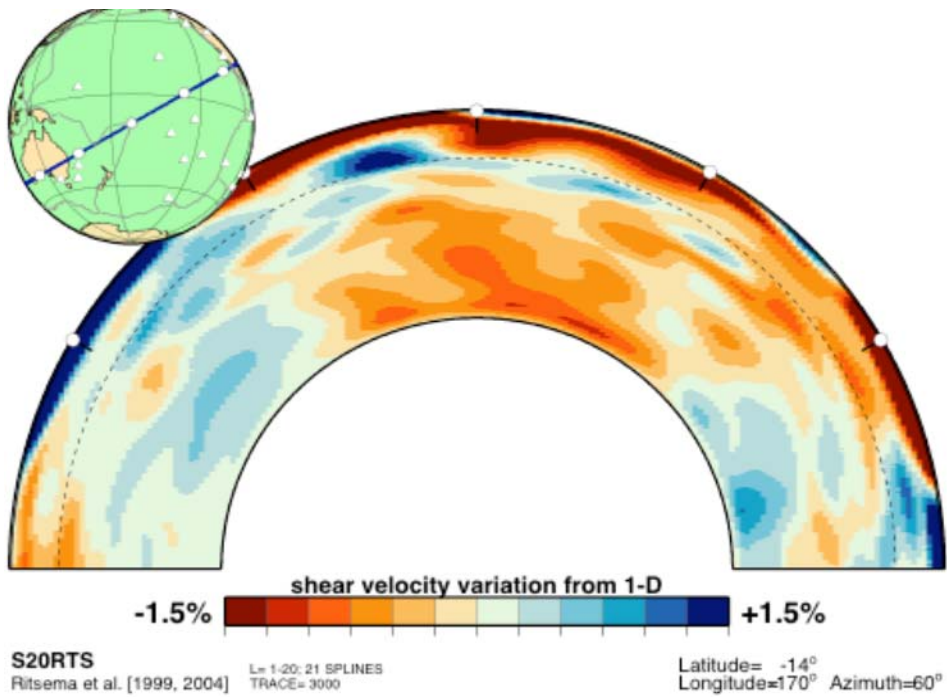 shear velocity variation from 1-D
-1.5% +1.5%
S20RTS
Ritsema et al. [1999, 2004]
L= 1-20; 21 SPLINES
TRACE= 3000
Latitude= -14°
Longitude=170° Azimuth=60°